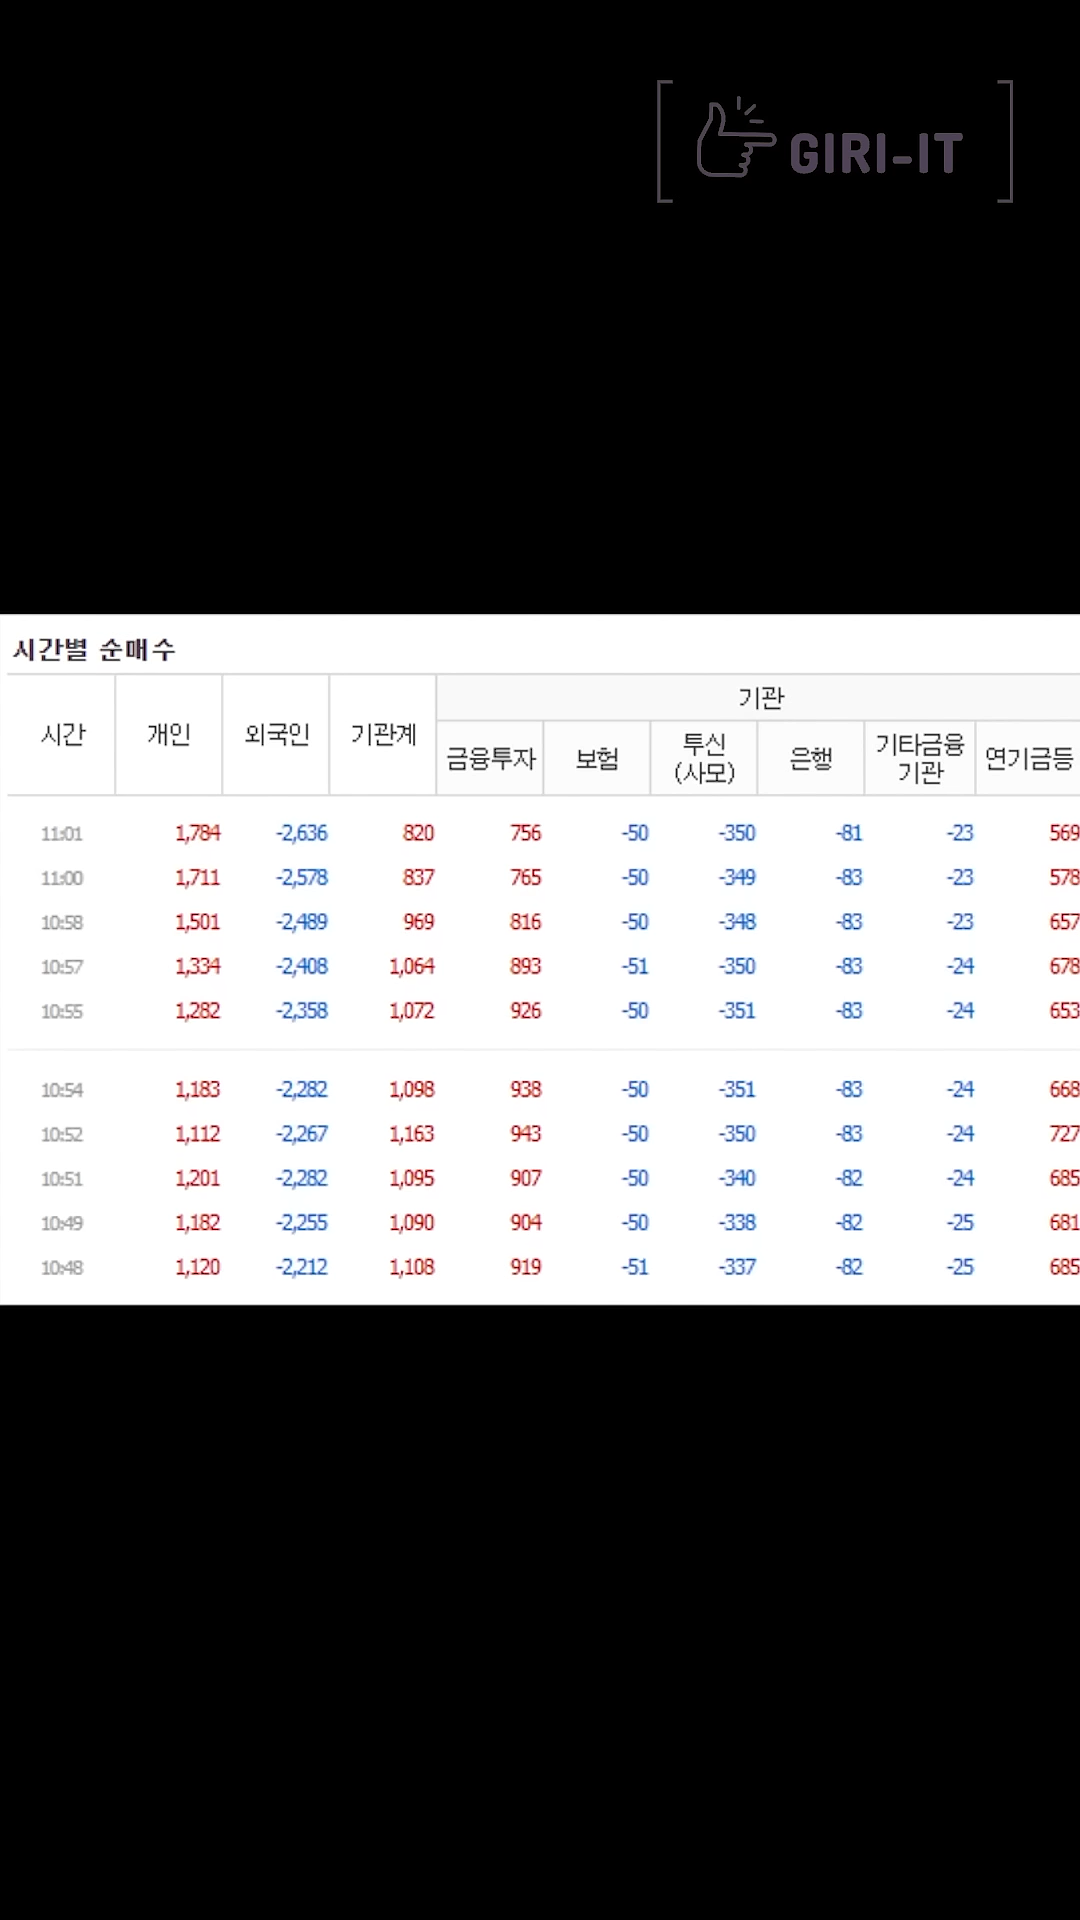 GIRI-IT
시간별 순매수
시간 개인 외국인 기관계 기관
금융투자 보험 투신(사모) 은행 기타금융기관 연기금등
11:01 1,784 -2,636 820 756 -50 -350 -81 -23 569
11:00 1,711 -2,578 837 765 -50 -349 -83 -23 578
10:58 1,501 -2,489 969 816 -50 -348 -83 -23 657
10:57 1,334 -2,408 1,064 893 -51 -350 -83 -24 678
10:55 1,282 -2,358 1,072 926 -50 -351 -83 -24 653
10:54 1,183 -2,282 1,098 938 -50 -351 -83 -24 668
10:52 1,112 -2,267 1,163 943 -50 -350 -83 -24 727
10:51 1,201 -2,282 1,095 907 -50 -340 -82 -24 685
10:49 1,182 -2,255 1,090 904 -50 -338 -82 -25 681
10:48 1,120 -2,212 1,108 919 -51 -337 -82 -25 685